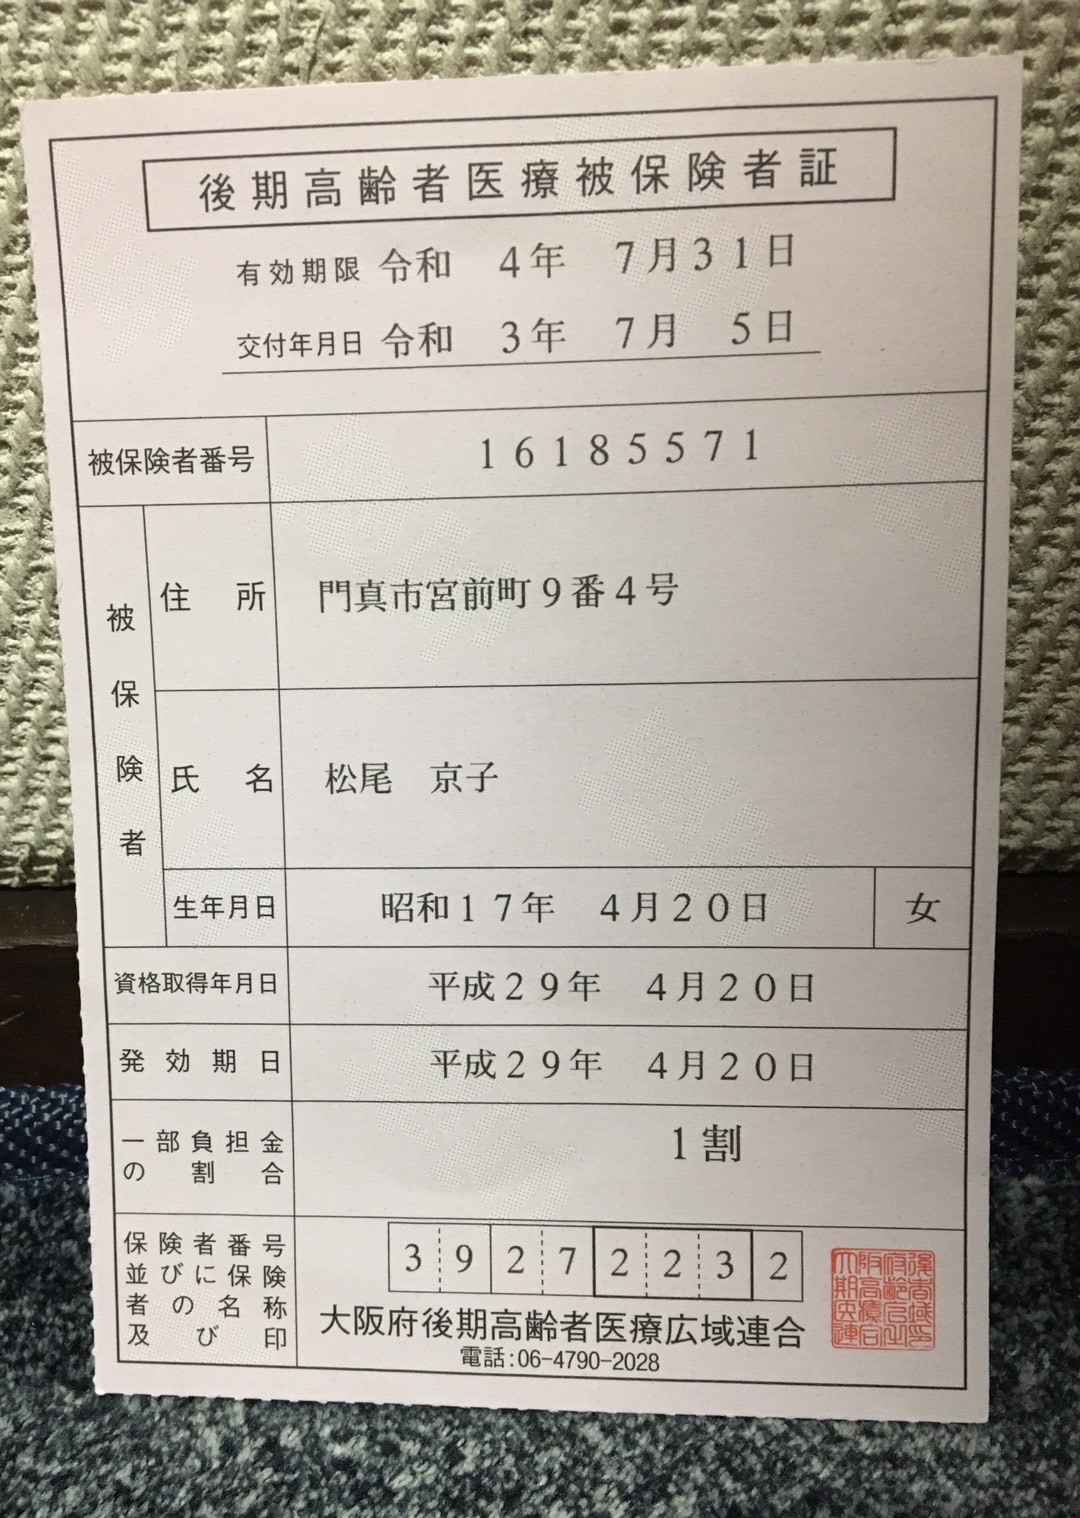 後期高齢者医療被保険者証
有効期限 令和 4年 7月31日
交付年月日 令和 3年 7月 5日
被保険者番号 16185571
被保険者
住所 門真市宮前町9番4号
氏名 松尾 京子
生年月日 昭和17年 4月20日 女
資格取得年月日 平成29年 4月20日
発効期日 平成29年 4月20日
一部負担金
の割合
1割
保険者番号
並びに保険
者の名称
及び印
39272232
大阪府後期高齢者医療広域連合
電話:06-4790-2028